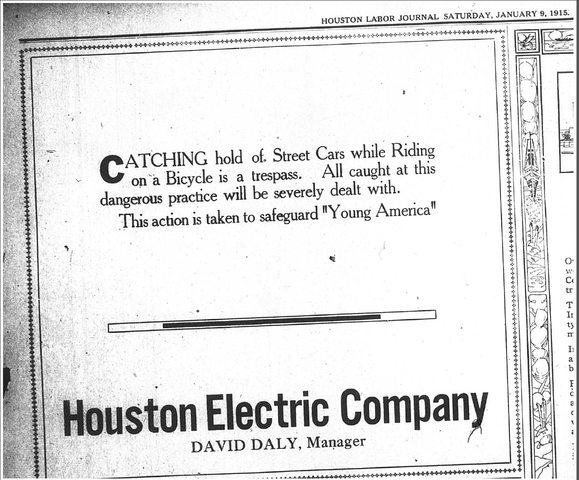 HOUSTON LABOR JOURNAL SATURDAY, JANUARY 9, 1915.
CATCHING hold of Street Cars while Riding
on a Bicycle is a trespass. All caught at this
dangerous practice will be severely dealt with.
This action is taken to safeguard "Young America"
Houston Electric Company
DAVID DALY, Manager